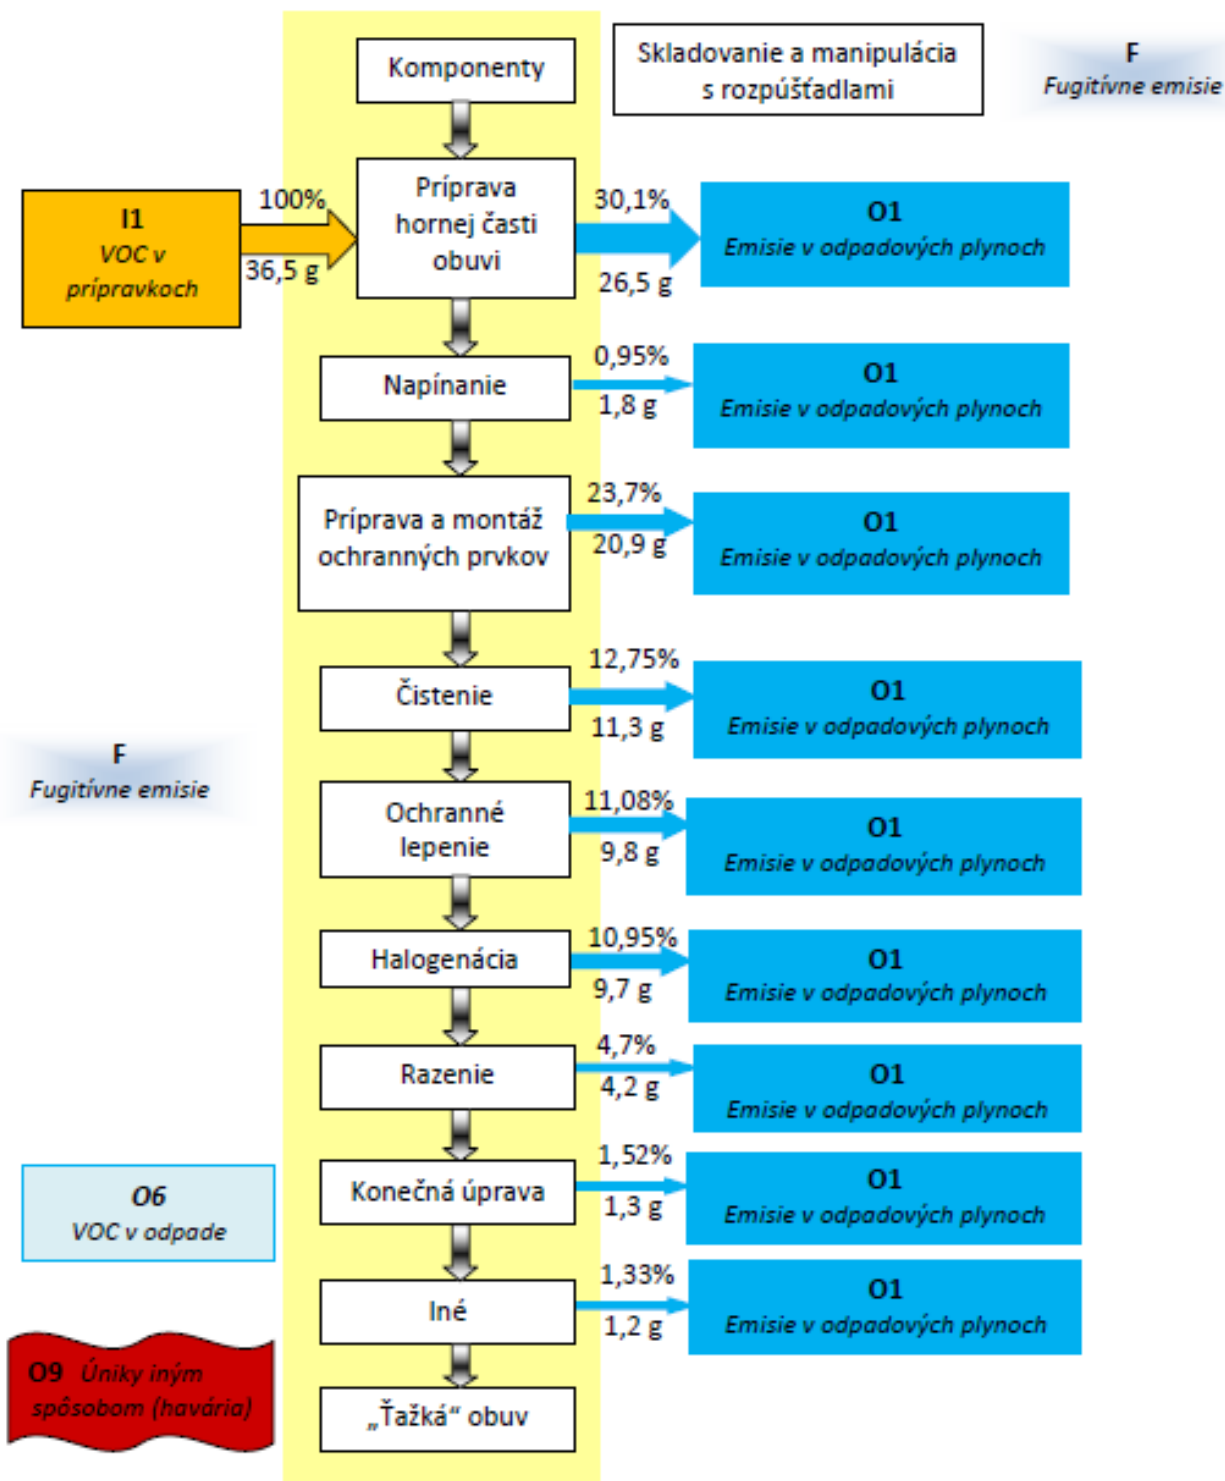 Komponenty
Skladovanie a manipulácia
s rozpúšťadlami
F
Fugitívne emisie
I1
VOC v
prípravkoch
100%
36,5 g
Príprava
hornej časti
obuvi
30,1%
26,5 g
O1
Emisie v odpadových plynoch
Napínanie
0,95%
1,8 g
O1
Emisie v odpadových plynoch
Príprava a montáž
ochranných prvkov
23,7%
20,9 g
O1
Emisie v odpadových plynoch
Čistenie
12,75%
11,3 g
O1
Emisie v odpadových plynoch
F
Fugitívne emisie
Ochranné
lepenie
11,08%
9,8 g
O1
Emisie v odpadových plynoch
Halogenácia
10,95%
9,7 g
O1
Emisie v odpadových plynoch
Razenie
4,7%
4,2 g
O1
Emisie v odpadových plynoch
O6
VOC v odpade
Konečná úprava
1,52%
1,3 g
O1
Emisie v odpadových plynoch
Iné
1,33%
1,2 g
O1
Emisie v odpadových plynoch
O9 Úniky iným
spôsobom (havária)
„Ťažká“ obuv